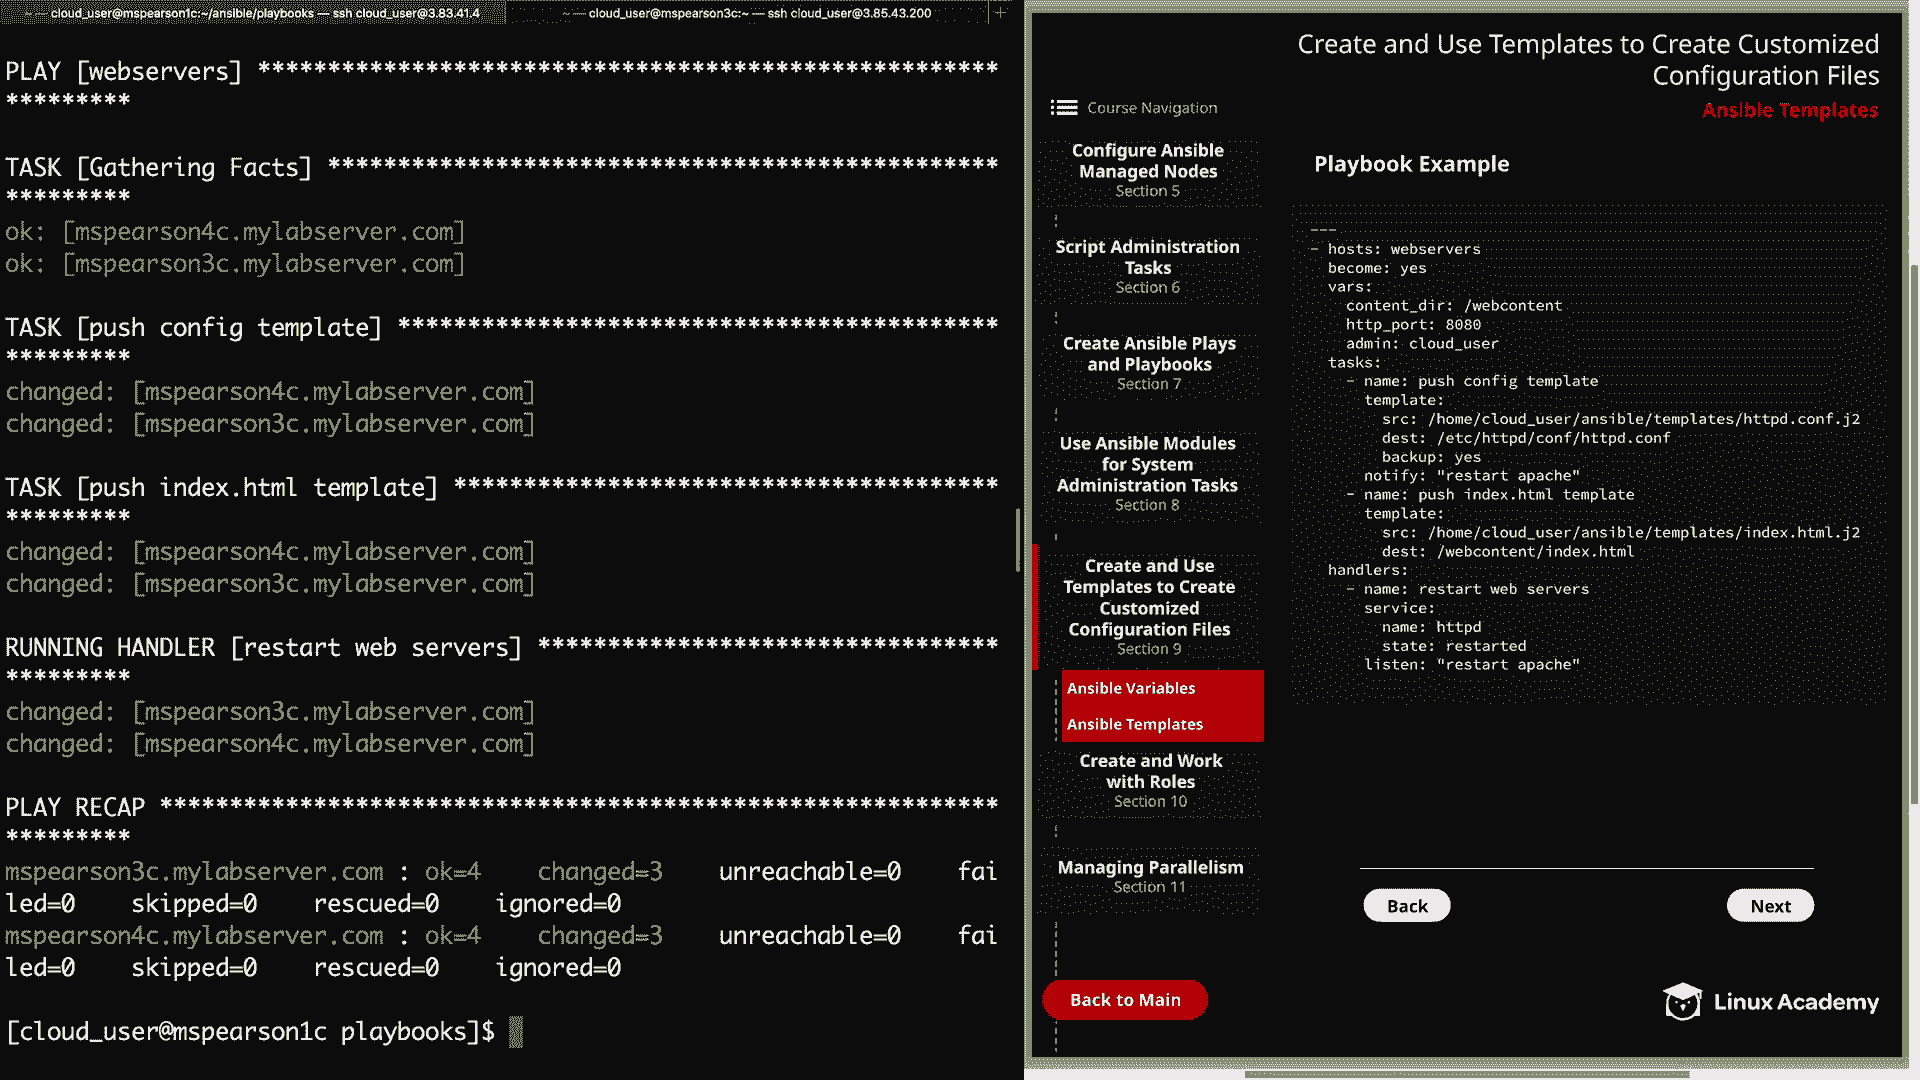 cloud_user@mspearson1c:~/ansible/playbooks — ssh cloud_user@3.83.41.4
~ — cloud_user@mspearson3c:~ — ssh cloud_user@3.85.43.200
+
PLAY [webservers] *****************************************************
*********
TASK [Gathering Facts] ************************************************
*********
ok: [mspearson4c.mylabserver.com]
ok: [mspearson3c.mylabserver.com]
TASK [push config template] *******************************************
*********
changed: [mspearson4c.mylabserver.com]
changed: [mspearson3c.mylabserver.com]
TASK [push index.html template] ***************************************
*********
changed: [mspearson4c.mylabserver.com]
changed: [mspearson3c.mylabserver.com]
RUNNING HANDLER [restart web servers] *********************************
*********
changed: [mspearson3c.mylabserver.com]
changed: [mspearson4c.mylabserver.com]
PLAY RECAP ************************************************************
*********
mspearson3c.mylabserver.com : ok=4    changed=3    unreachable=0    fai
led=0    skipped=0    rescued=0    ignored=0
mspearson4c.mylabserver.com : ok=4    changed=3    unreachable=0    fai
led=0    skipped=0    rescued=0    ignored=0
[cloud_user@mspearson1c playbooks]$
Create and Use Templates to Create Customized
Configuration Files
Ansible Templates
Course Navigation
Configure Ansible
Managed Nodes
Section 5
Script Administration
Tasks
Section 6
Create Ansible Plays
and Playbooks
Section 7
Use Ansible Modules
for System
Administration Tasks
Section 8
Create and Use
Templates to Create
Customized
Configuration Files
Section 9
Ansible Variables
Ansible Templates
Create and Work
with Roles
Section 10
Managing Parallelism
Section 11
Back to Main
Playbook Example
---
- hosts: webservers
  become: yes
  vars:
    content_dir: /webcontent
    http_port: 8080
    admin: cloud_user
  tasks:
    - name: push config template
      template:
        src: /home/cloud_user/ansible/templates/httpd.conf.j2
        dest: /etc/httpd/conf/httpd.conf
        backup: yes
      notify: "restart apache"
    - name: push index.html template
      template:
        src: /home/cloud_user/ansible/templates/index.html.j2
        dest: /webcontent/index.html
  handlers:
    - name: restart web servers
      service:
        name: httpd
        state: restarted
      listen: "restart apache"
Back
Next
Linux Academy